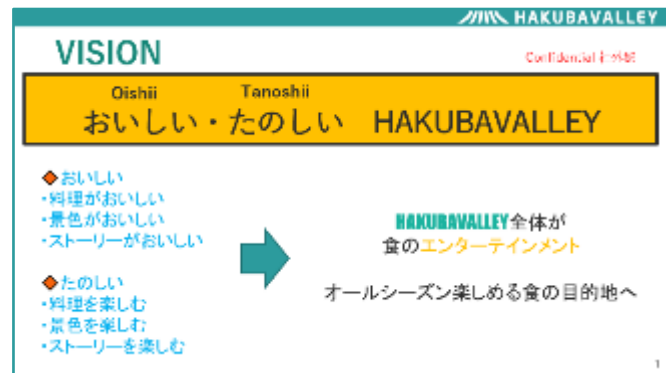 HAKUBAVALLEY
VISION
Confidential 社外秘
Oishii Tanoshii
おいしい・たのしい HAKUBAVALLEY
◆おいしい
・料理がおいしい
・景色がおいしい
・ストーリーがおいしい
HAKUBAVALLEY全体が
食のエンターテインメント
オールシーズン楽しめる食の目的地へ
◆たのしい
・料理を楽しむ
・景色を楽しむ
・ストーリーを楽しむ
1